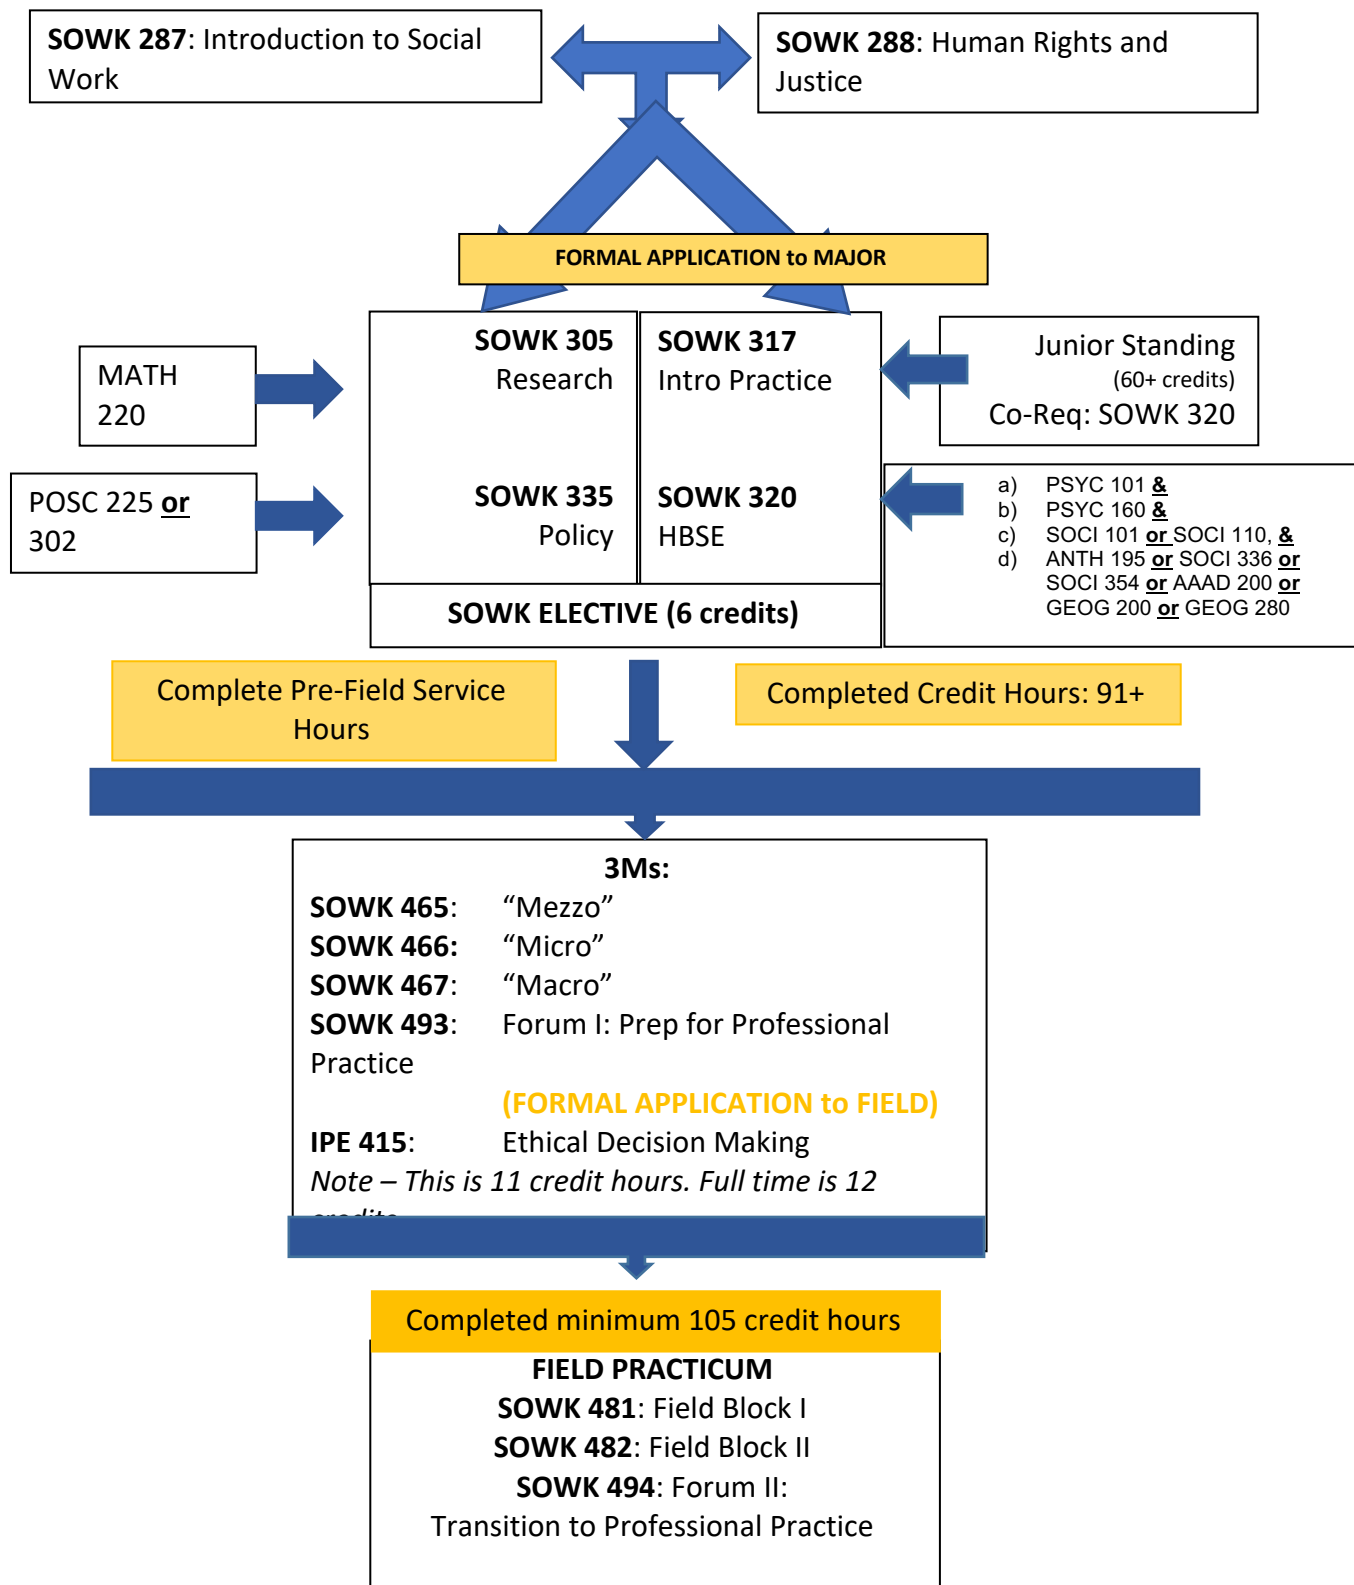 SOWK 287: Introduction to Social
Work
SOWK 288: Human Rights and
Justice
FORMAL APPLICATION to MAJOR
SOWK 305
Research
SOWK 317
Intro Practice
MATH
220
Junior Standing
(60+ credits)
Co-Req: SOWK 320
POSC 225 or
302
SOWK 335
Policy
SOWK 320
HBSE
a) PSYC 101 &
b) PSYC 160 &
c) SOCI 101 or SOCI 110, &
d) ANTH 195 or SOCI 336 or
SOCI 354 or AAAD 200 or
GEOG 200 or GEOG 280
SOWK ELECTIVE (6 credits)
Complete Pre-Field Service
Hours
Completed Credit Hours: 91+
3Ms:
SOWK 465: “Mezzo”
SOWK 466: “Micro”
SOWK 467: “Macro”
SOWK 493: Forum I: Prep for Professional
Practice
(FORMAL APPLICATION to FIELD)
IPE 415: Ethical Decision Making
Note – This is 11 credit hours. Full time is 12
Completed minimum 105 credit hours
FIELD PRACTICUM
SOWK 481: Field Block I
SOWK 482: Field Block II
SOWK 494: Forum II:
Transition to Professional Practice